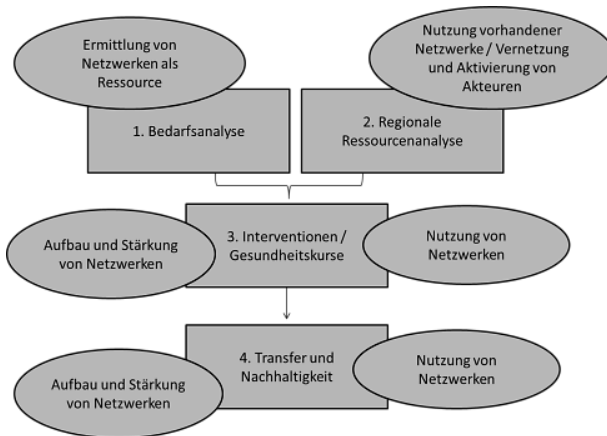 Ermittlung von
Netzwerken als
Ressource
Nutzung vorhandener
Netzwerke / Vernetzung
und Aktivierung von
Akteuren
1. Bedarfsanalyse
2. Regionale
Ressourcenanalyse
Aufbau und Stärkung
von Netzwerken
3. Interventionen /
Gesundheitskurse
Nutzung von
Netzwerken
Aufbau und Stärkung
von Netzwerken
4. Transfer und
Nachhaltigkeit
Nutzung von
Netzwerken